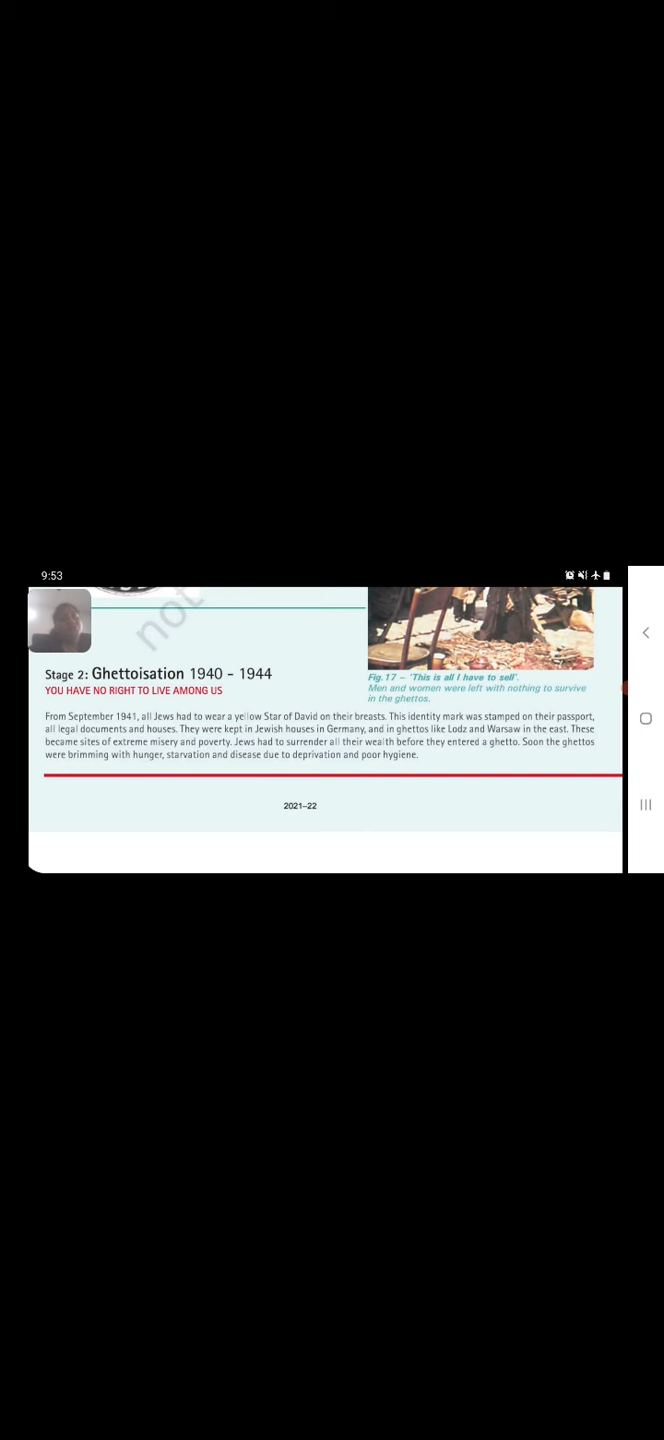 9:53
not
Stage 2: Ghettoisation 1940 - 1944
YOU HAVE NO RIGHT TO LIVE AMONG US
Fig.17 – 'This is all I have to sell'.
Men and women were left with nothing to survive
in the ghettos.
From September 1941, all Jews had to wear a yellow Star of David on their breasts. This identity mark was stamped on their passport,
all legal documents and houses. They were kept in Jewish houses in Germany, and in ghettos like Lodz and Warsaw in the east. These
became sites of extreme misery and poverty. Jews had to surrender all their wealth before they entered a ghetto. Soon the ghettos
were brimming with hunger, starvation and disease due to deprivation and poor hygiene.
2021–22